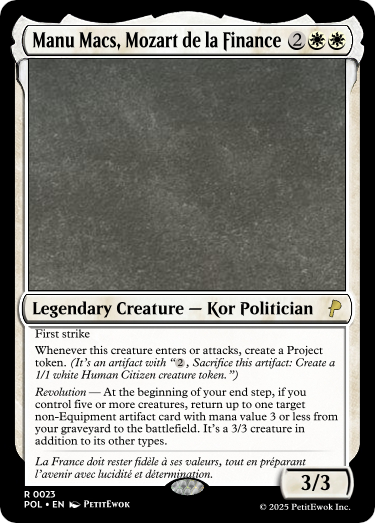 Manu Macs, Mozart de la Finance 2
Legendary Creature — Kor Politician
First strike
Whenever this creature enters or attacks, create a Project
token. (It's an artifact with “2, Sacrifice this artifact: Create a
1/1 white Human Citizen creature token.”)
Revolution — At the beginning of your end step, if you
control five or more creatures, return up to one target
non-Equipment artifact card with mana value 3 or less from
your graveyard to the battlefield. It's a 3/3 creature in
addition to its other types.
La France doit rester fidèle à ses valeurs, tout en préparant
l'avenir avec lucidité et détermination.
3/3
R 0023
POL • EN PetitEwok
© 2025 PetitEwok Inc.